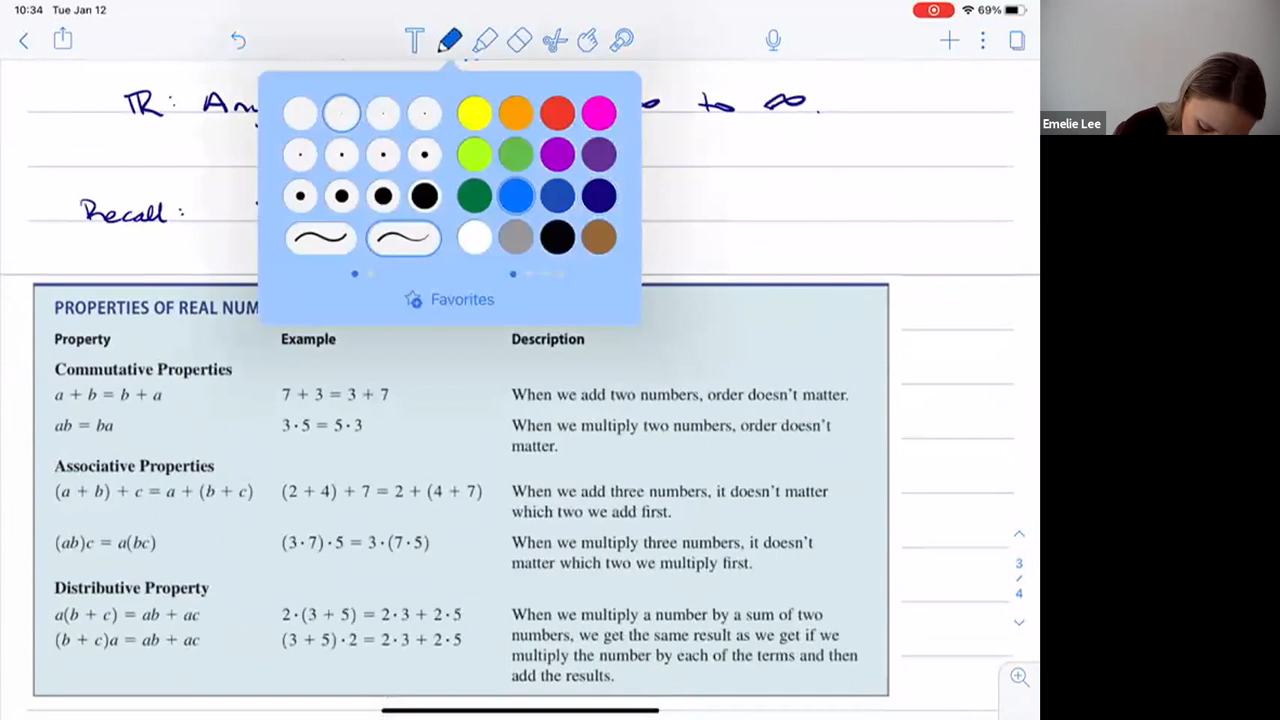 10:34 Tue Jan 12
69%
T
TR: An
to ∞.
Recall:
Emelie Lee
Favorites
PROPERTIES OF REAL NUM
Property Example Description
Commutative Properties
a + b = b + a 7 + 3 = 3 + 7 When we add two numbers, order doesn't matter.
ab = ba 3 · 5 = 5 · 3 When we multiply two numbers, order doesn't
matter.
Associative Properties
(a + b) + c = a + (b + c) (2 + 4) + 7 = 2 + (4 + 7) When we add three numbers, it doesn't matter
which two we add first.
(ab)c = a(bc) (3 · 7) · 5 = 3 · (7 · 5) When we multiply three numbers, it doesn't
matter which two we multiply first.
Distributive Property
a(b + c) = ab + ac 2 · (3 + 5) = 2 · 3 + 2 · 5 When we multiply a number by a sum of two
(b + c)a = ab + ac (3 + 5) · 2 = 2 · 3 + 2 · 5 numbers, we get the same result as we get if we
multiply the number by each of the terms and then
add the results.
3
/
4